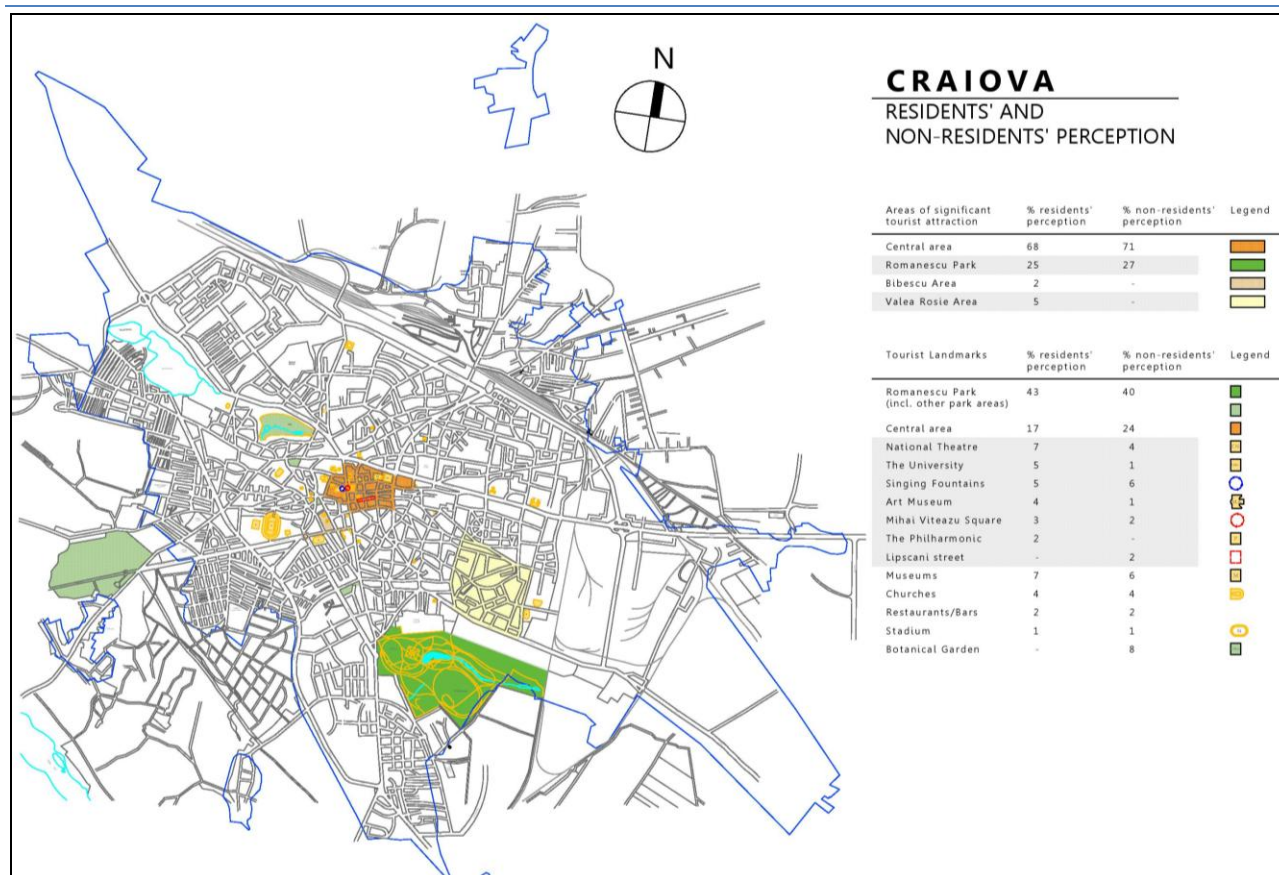 N
CRAIOVA
RESIDENTS' AND
NON-RESIDENTS' PERCEPTION
Areas of significant tourist attraction % residents' perception % non-residents' perception Legend
Central area 68 71
Romanescu Park 25 27
Bibescu Area 2 -
Valea Rosie Area 5 -
Tourist Landmarks % residents' perception % non-residents' perception Legend
Romanescu Park (incl. other park areas) 43 40
Central area 17 24
National Theatre 7 4
The University 5 1
Singing Fountains 5 6
Art Museum 4 1
Mihai Viteazu Square 3 2
The Philharmonic 2 -
Lipscani street - 2
Museums 7 6
Churches 4 4
Restaurants/Bars 2 2
Stadium 1 1
Botanical Garden - 8